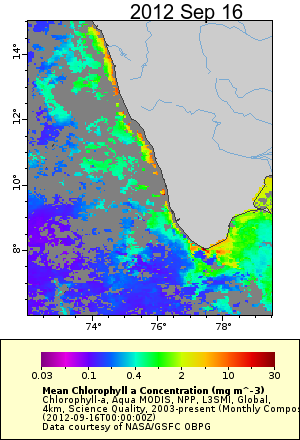 2012 Sep 16
14°
12°
10°
8°
74°
76°
78°
0.03
0.1
0.4
1
4
10
30
Mean Chlorophyll a Concentration (mg m^-3)
Chlorophyll-a, Aqua MODIS, NPP, L3SMI, Global,
4km, Science Quality, 2003-present (Monthly Compos
(2012-09-16T00:00:00Z)
Data courtesy of NASA/GSFC OBPG